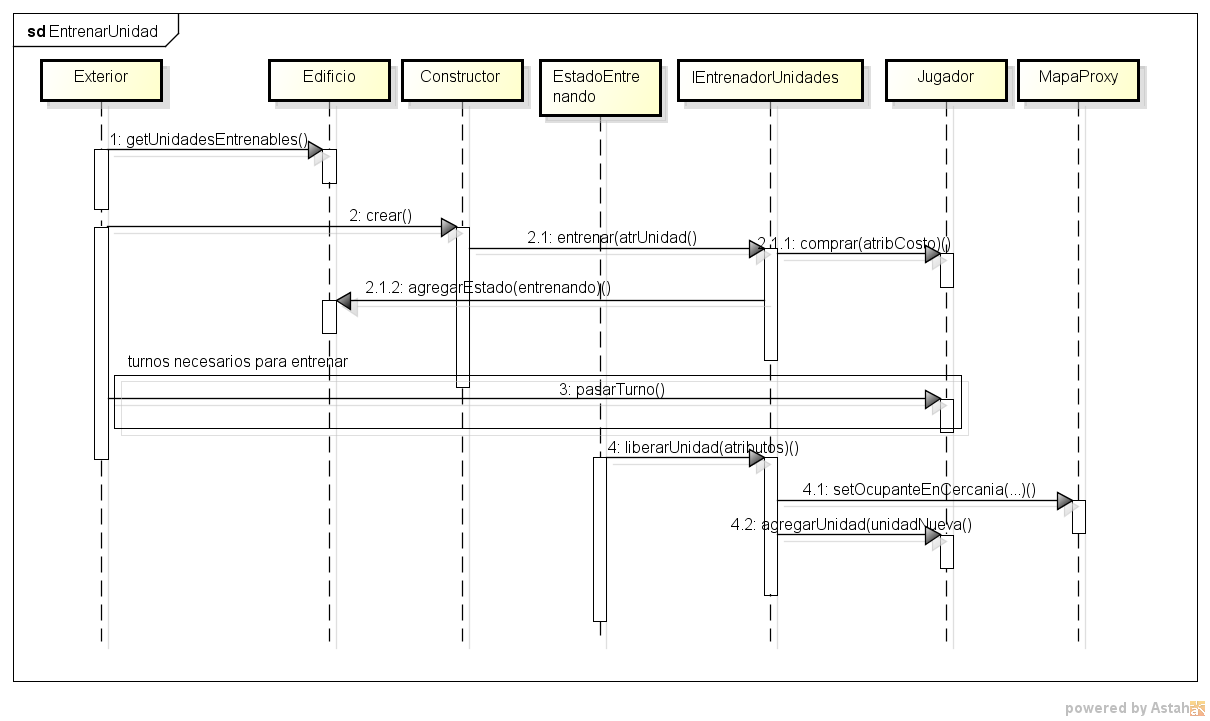 sd EntrenarUnidad
Exterior
Edificio
Constructor
EstadoEntre
nando
IEntrenadorUnidades
Jugador
MapaProxy
1: getUnidadesEntrenables()
2: crear()
2.1: entrenar(atrUnidad()
2.1.1: comprar(atribCosto)()
2.1.2: agregarEstado(entrenando)()
turnos necesarios para entrenar
3: pasarTurno()
4: liberarUnidad(atributos)()
4.1: setOcupanteEnCercania(...)()
4.2: agregarUnidad(unidadNueva()
powered by Astah